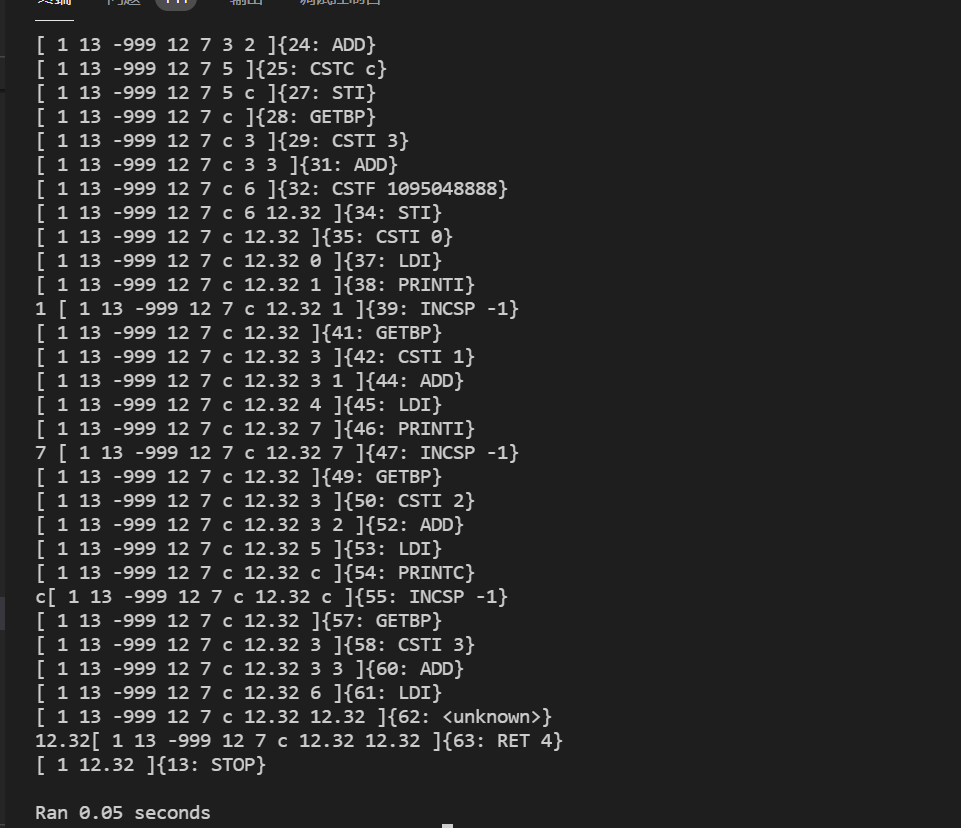 [ 1 13 -999 12 7 3 2 ]{24: ADD}
[ 1 13 -999 12 7 5 ]{25: CSTC c}
[ 1 13 -999 12 7 5 c ]{27: STI}
[ 1 13 -999 12 7 c ]{28: GETBP}
[ 1 13 -999 12 7 c 3 ]{29: CSTI 3}
[ 1 13 -999 12 7 c 3 3 ]{31: ADD}
[ 1 13 -999 12 7 c 6 ]{32: CSTF 1095048888}
[ 1 13 -999 12 7 c 6 12.32 ]{34: STI}
[ 1 13 -999 12 7 c 12.32 ]{35: CSTI 0}
[ 1 13 -999 12 7 c 12.32 0 ]{37: LDI}
[ 1 13 -999 12 7 c 12.32 1 ]{38: PRINTI}
1 [ 1 13 -999 12 7 c 12.32 1 ]{39: INCSP -1}
[ 1 13 -999 12 7 c 12.32 ]{41: GETBP}
[ 1 13 -999 12 7 c 12.32 3 ]{42: CSTI 1}
[ 1 13 -999 12 7 c 12.32 3 1 ]{44: ADD}
[ 1 13 -999 12 7 c 12.32 4 ]{45: LDI}
[ 1 13 -999 12 7 c 12.32 7 ]{46: PRINTI}
7 [ 1 13 -999 12 7 c 12.32 7 ]{47: INCSP -1}
[ 1 13 -999 12 7 c 12.32 ]{49: GETBP}
[ 1 13 -999 12 7 c 12.32 3 ]{50: CSTI 2}
[ 1 13 -999 12 7 c 12.32 3 2 ]{52: ADD}
[ 1 13 -999 12 7 c 12.32 5 ]{53: LDI}
[ 1 13 -999 12 7 c 12.32 c ]{54: PRINTC}
c[ 1 13 -999 12 7 c 12.32 c ]{55: INCSP -1}
[ 1 13 -999 12 7 c 12.32 ]{57: GETBP}
[ 1 13 -999 12 7 c 12.32 3 ]{58: CSTI 3}
[ 1 13 -999 12 7 c 12.32 3 3 ]{60: ADD}
[ 1 13 -999 12 7 c 12.32 6 ]{61: LDI}
[ 1 13 -999 12 7 c 12.32 12.32 ]{62: <unknown>}
12.32[ 1 13 -999 12 7 c 12.32 12.32 ]{63: RET 4}
[ 1 12.32 ]{13: STOP}
Ran 0.05 seconds